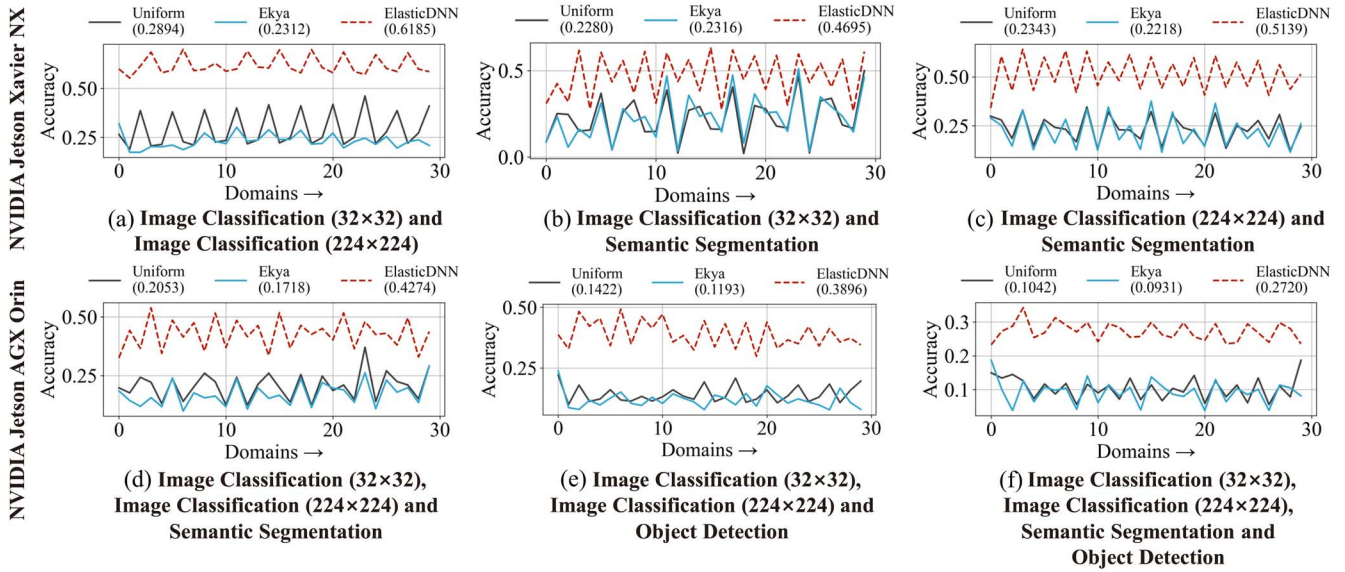 NVIDIA Jetson Xavier NX
Uniform
(0.2894)
Ekya
(0.2312)
ElasticDNN
(0.6185)
Accuracy
0.50
0.25
0
10
20
30
Domains →
(a) Image Classification (32×32) and
Image Classification (224×224)
Uniform
(0.2280)
Ekya
(0.2316)
ElasticDNN
(0.4695)
Accuracy
0.5
0.0
0
10
20
30
Domains →
(b) Image Classification (32×32) and
Semantic Segmentation
Uniform
(0.2343)
Ekya
(0.2218)
ElasticDNN
(0.5139)
Accuracy
0.50
0.25
0
10
20
30
Domains →
(c) Image Classification (224×224) and
Semantic Segmentation
NVIDIA Jetson AGX Orin
Uniform
(0.2053)
Ekya
(0.1718)
ElasticDNN
(0.4274)
Accuracy
0.50
0.25
0
10
20
30
Domains →
(d) Image Classification (32×32),
Image Classification (224×224) and
Semantic Segmentation
Uniform
(0.1422)
Ekya
(0.1193)
ElasticDNN
(0.3896)
Accuracy
0.50
0.25
0
10
20
30
Domains →
(e) Image Classification (32×32),
Image Classification (224×224) and
Object Detection
Uniform
(0.1042)
Ekya
(0.0931)
ElasticDNN
(0.2720)
Accuracy
0.3
0.2
0.1
0
10
20
30
Domains →
(f) Image Classification (32×32),
Image Classification (224×224),
Semantic Segmentation and
Object Detection